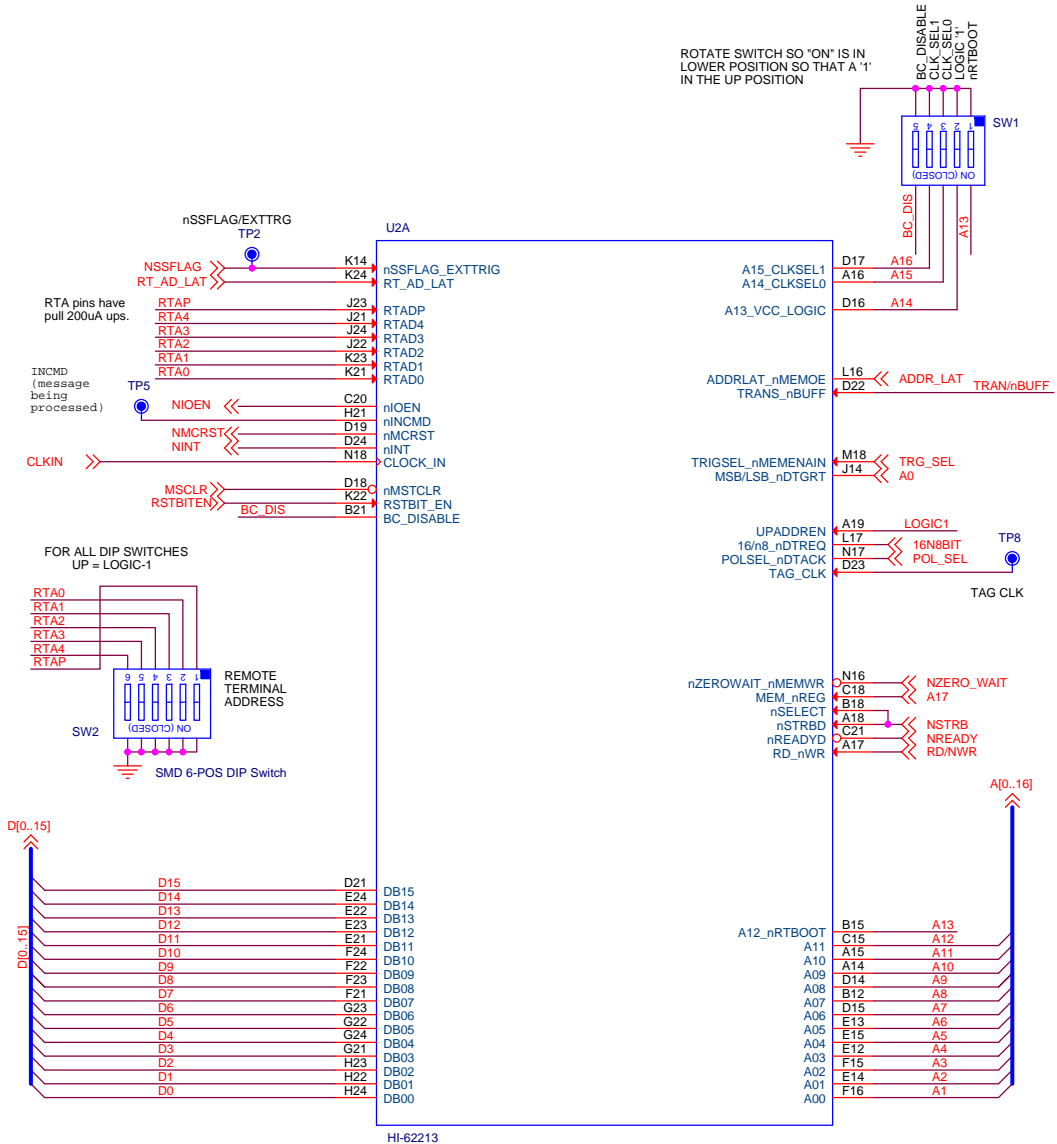 ROTATE SWITCH SO "ON" IS IN
LOWER POSITION SO THAT A '1'
IN THE UP POSITION
BC_DISABLE
CLK_SEL1
CLK_SEL0
LOGIC '1'
nRTBOOT
SW1
5 4 3 2 1
ON (CLOSED)
BC_DIS
A13
nSSFLAG/EXTTRG
TP2
U2A
NSSFLAG K14 nSSFLAG_EXTTRIG
RT_AD_LAT K24 RT_AD_LAT
RTA pins have
pull 200uA ups.
RTAP J23 RTADP
RTA4 J21 RTAD4
RTA3 J24 RTAD3
RTA2 J22 RTAD2
RTA1 K23 RTAD1
RTA0 K21 RTAD0
INCMD
(message
being
processed)
TP5
NIOEN C20 nIOEN
H21 nINCMD
NMCRST D19 nMCRST
NINT D24 nINT
CLKIN N18 CLOCK_IN
MSCLR D18 nMSTCLR
RSTBITEN K22 RSTBIT_EN
BC_DIS B21 BC_DISABLE
A15_CLKSEL1 D17 A16
A14_CLKSEL0 A16 A15
A13_VCC_LOGIC D16 A14
ADDRLAT_nMEMOE L16 ADDR_LAT
TRANS_nBUFF D22 TRAN/nBUFF
TRIGSEL_nMEMENAIN M18 TRG_SEL
MSB/LSB_nDTGRT J14 A0
UPADDREN A19 LOGIC1
16/n8_nDTREQ L17 16N8BIT
POLSEL_nDTACK N17 POL_SEL
TAG_CLK D23
TP8
TAG CLK
FOR ALL DIP SWITCHES
UP = LOGIC-1
RTA0
RTA1
RTA2
RTA3
RTA4
RTAP
6 5 4 3 2 1
ON (CLOSED)
REMOTE
TERMINAL
ADDRESS
SW2
SMD 6-POS DIP Switch
nZEROWAIT_nMEMWR N16 NZERO_WAIT
MEM_nREG C18 A17
nSELECT B18
nSTRBD A18 NSTRB
nREADYD C21 NREADY
RD_nWR A17 RD/NWR
A[0..16]
D[0..15]
D[0..15]
D15 D21 DB15
D14 E24 DB14
D13 E22 DB13
D12 E23 DB12
D11 E21 DB11
D10 F24 DB10
D9 F22 DB09
D8 F23 DB08
D7 F21 DB07
D6 G23 DB06
D5 G22 DB05
D4 G24 DB04
D3 G21 DB03
D2 H23 DB02
D1 H22 DB01
D0 H24 DB00
A12_nRTBOOT B15 A13
A11 C15 A12
A10 A15 A11
A09 A14 A10
A08 D14 A9
A07 B12 A8
A06 D15 A7
A05 E13 A6
A04 E15 A5
A03 E12 A4
A02 F15 A3
A01 E14 A2
A00 F16 A1
HI-62213